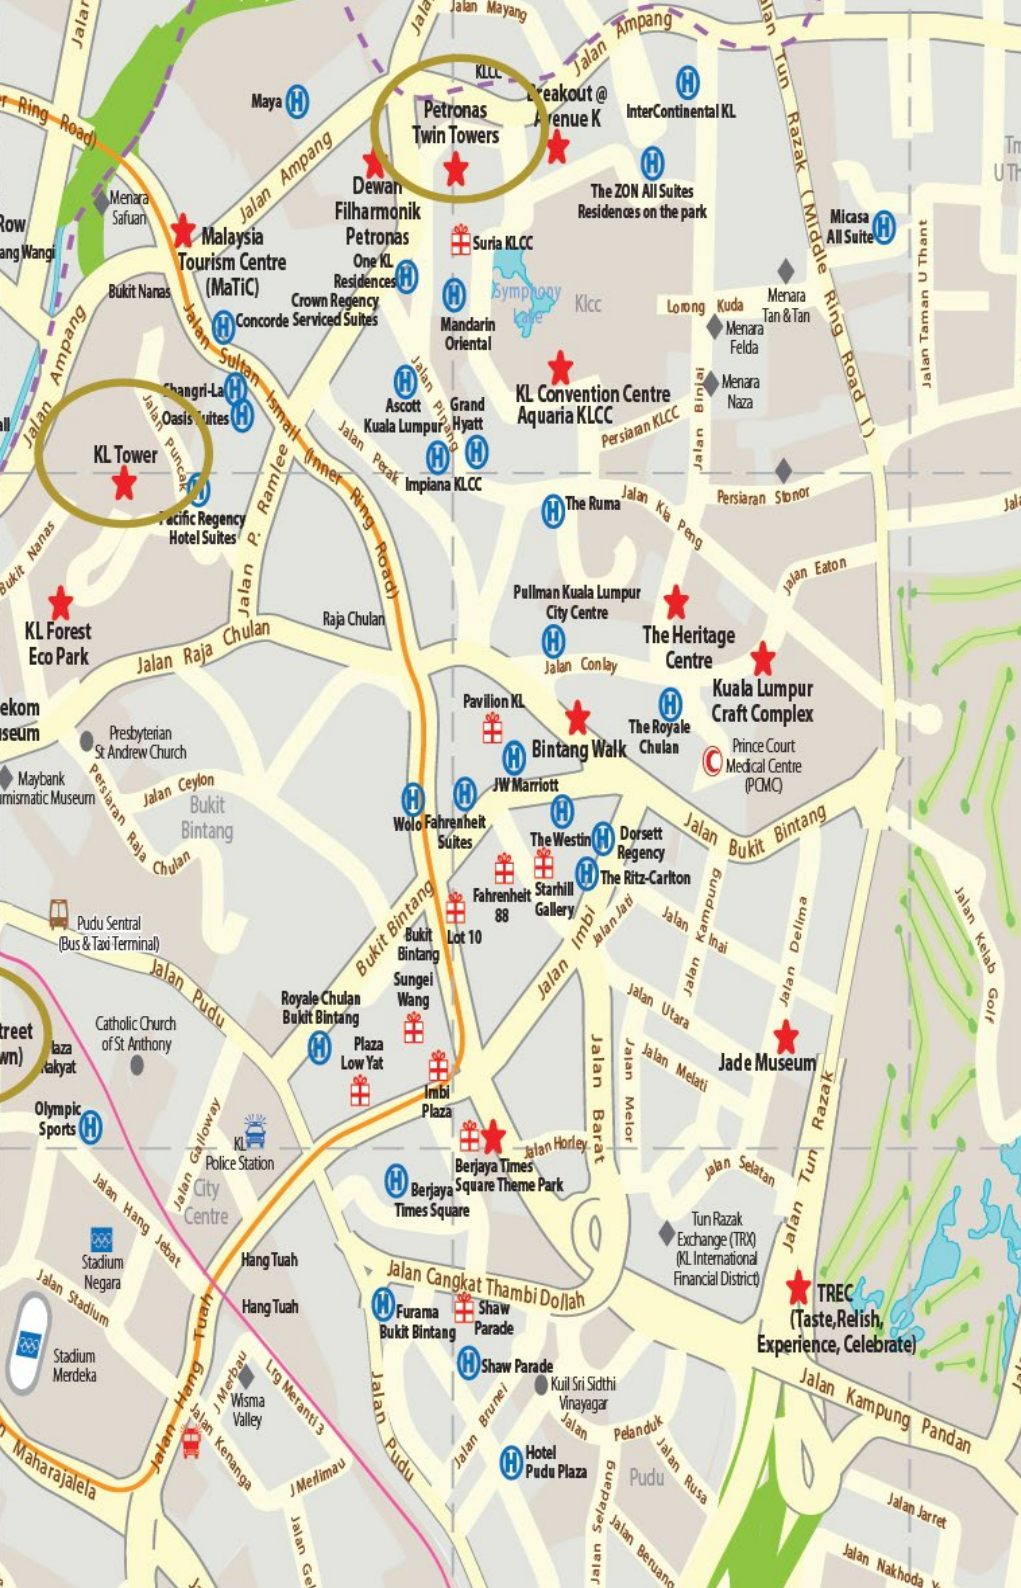 Jalan
Jalan
Jalan Mayang
Jalan Ampang
Jalan Tun Razak (Middle Ring Road I)
KLCC
Maya
Petronas
Twin Towers
Breakout @
Avenue K
InterContinental KL
er Ring Road)
Jalan Ampang
Dewan
Filharmonik
Petronas
The ZON All Suites
Residences on the park
Menara
Safuan
Row
ang Wangi
Malaysia
Tourism Centre
(MaTiC)
Micasa
All Suite
Suria KLCC
One KL
Residences
Bukit Nanas
Crown Regency
Serviced Suites
Concorde
Mandarin
Oriental
Symphony
Lake
Klcc
Lorong Kuda
Menara
Tan & Tan
Menara
Felda
Menara
Naza
Jalan Taman U Thant
Jalan Ampang
Jalan Sultan Ismail (Inner Ring Road)
Shangri-La
Oasis Suites
Jalan Puncak
Jalan Pinang
Ascott
Kuala Lumpur
Grand
Hyatt
KL Convention Centre
Aquaria KLCC
Jalan Binjai
Persiaran KLCC
KL Tower
Jalan Perak
Impiana KLCC
Pacific Regency
Hotel Suites
Jalan P. Ramlee
The Ruma
Jalan Kia Peng
Persiaran Stonor
Bukit Nanas
Jalan Eaton
KL Forest
Eco Park
Raja Chulan
Jalan Raja Chulan
Pullman Kuala Lumpur
City Centre
Jalan Conlay
The Heritage
Centre
Kuala Lumpur
Craft Complex
ekom
useum
Presbyterian
St Andrew Church
Maybank
Numismatic Museum
Persiaran Raja Chulan
Jalan Ceylon
Bukit
Bintang
Pavilion KL
Bintang Walk
The Royale
Chulan
Prince Court
Medical Centre
(PCMC)
JW Marriott
Wolo
Fahrenheit
Suites
The Westin
Dorsett
Regency
The Ritz-Carlton
Jalan Bukit Bintang
Fahrenheit
88
Starhill
Gallery
Bukit Bintang
Lot 10
Bukit
Bintang
Jalan Imbi
Jalan Jati
Jalan Inai
Jalan Kampung
Jalan Delima
Jalan Kelab Golf
Pudu Sentral
(Bus & Taxi Terminal)
Jalan Pudu
Sungei
Wang
Royale Chulan
Bukit Bintang
Plaza
Low Yat
Imbi
Plaza
Jalan Utara
Jalan Melati
Jalan Barat
Jalan Melor
Jade Museum
treet
wn)
laza
Rakyat
Catholic Church
of St Anthony
Olympic
Sports
Jalan Galloway
KL
Police Station
City
Centre
Jalan Hang Jebat
Berjaya Times
Square Theme Park
Jalan Horley
Berjaya
Times Square
Jalan Selatan
Jalan Tun Razak
Tun Razak
Exchange (TRX)
(KL International
Financial District)
Stadium
Negara
Jalan Stadium
Stadium
Merdeka
Hang Tuah
Hang Tuah
Jalan Hang Tuah
Jalan Cangkat Thambi Dollah
Furama
Bukit Bintang
Shaw
Parade
Shaw Parade
TREC
(Taste,Relish,
Experience, Celebrate)
Kuil Sri Sidthi
Vinayagar
J Merbau
Wisma
Valley
Lrg Meranti 3
Jalan Kenanga
J Merlimau
Jalan Pudu
Jalan Brunei
Jalan Pelanduk
Hotel
Pudu Plaza
Pudu
Jalan Rusa
Jalan Seladang
Jalan Beruang
Jalan Kampung Pandan
Jalan Jarret
Jalan Nakhoda
n Maharajalela
Jalan Gel